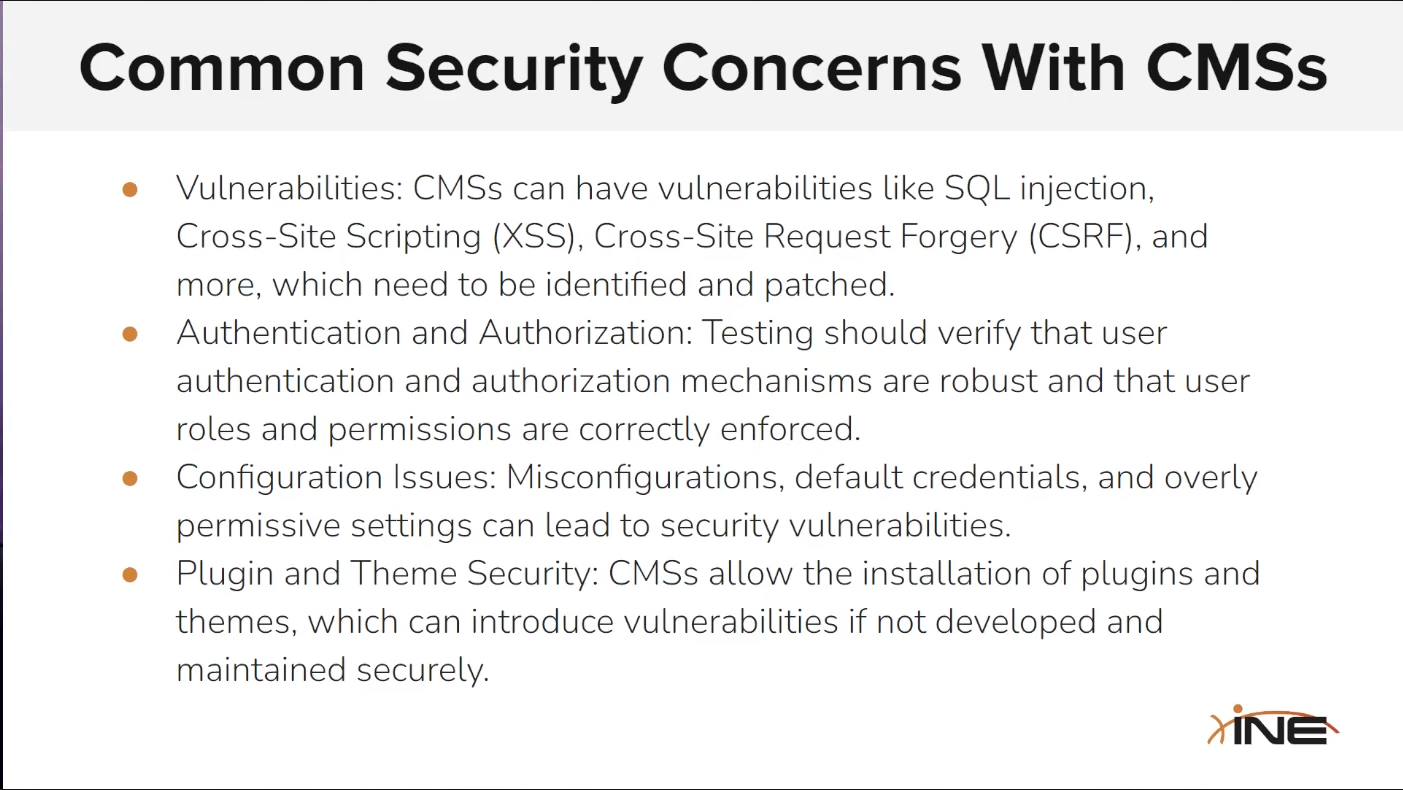 Common Security Concerns With CMSs
● Vulnerabilities: CMSs can have vulnerabilities like SQL injection,
Cross-Site Scripting (XSS), Cross-Site Request Forgery (CSRF), and
more, which need to be identified and patched.
● Authentication and Authorization: Testing should verify that user
authentication and authorization mechanisms are robust and that user
roles and permissions are correctly enforced.
● Configuration Issues: Misconfigurations, default credentials, and overly
permissive settings can lead to security vulnerabilities.
● Plugin and Theme Security: CMSs allow the installation of plugins and
themes, which can introduce vulnerabilities if not developed and
maintained securely.
iNE